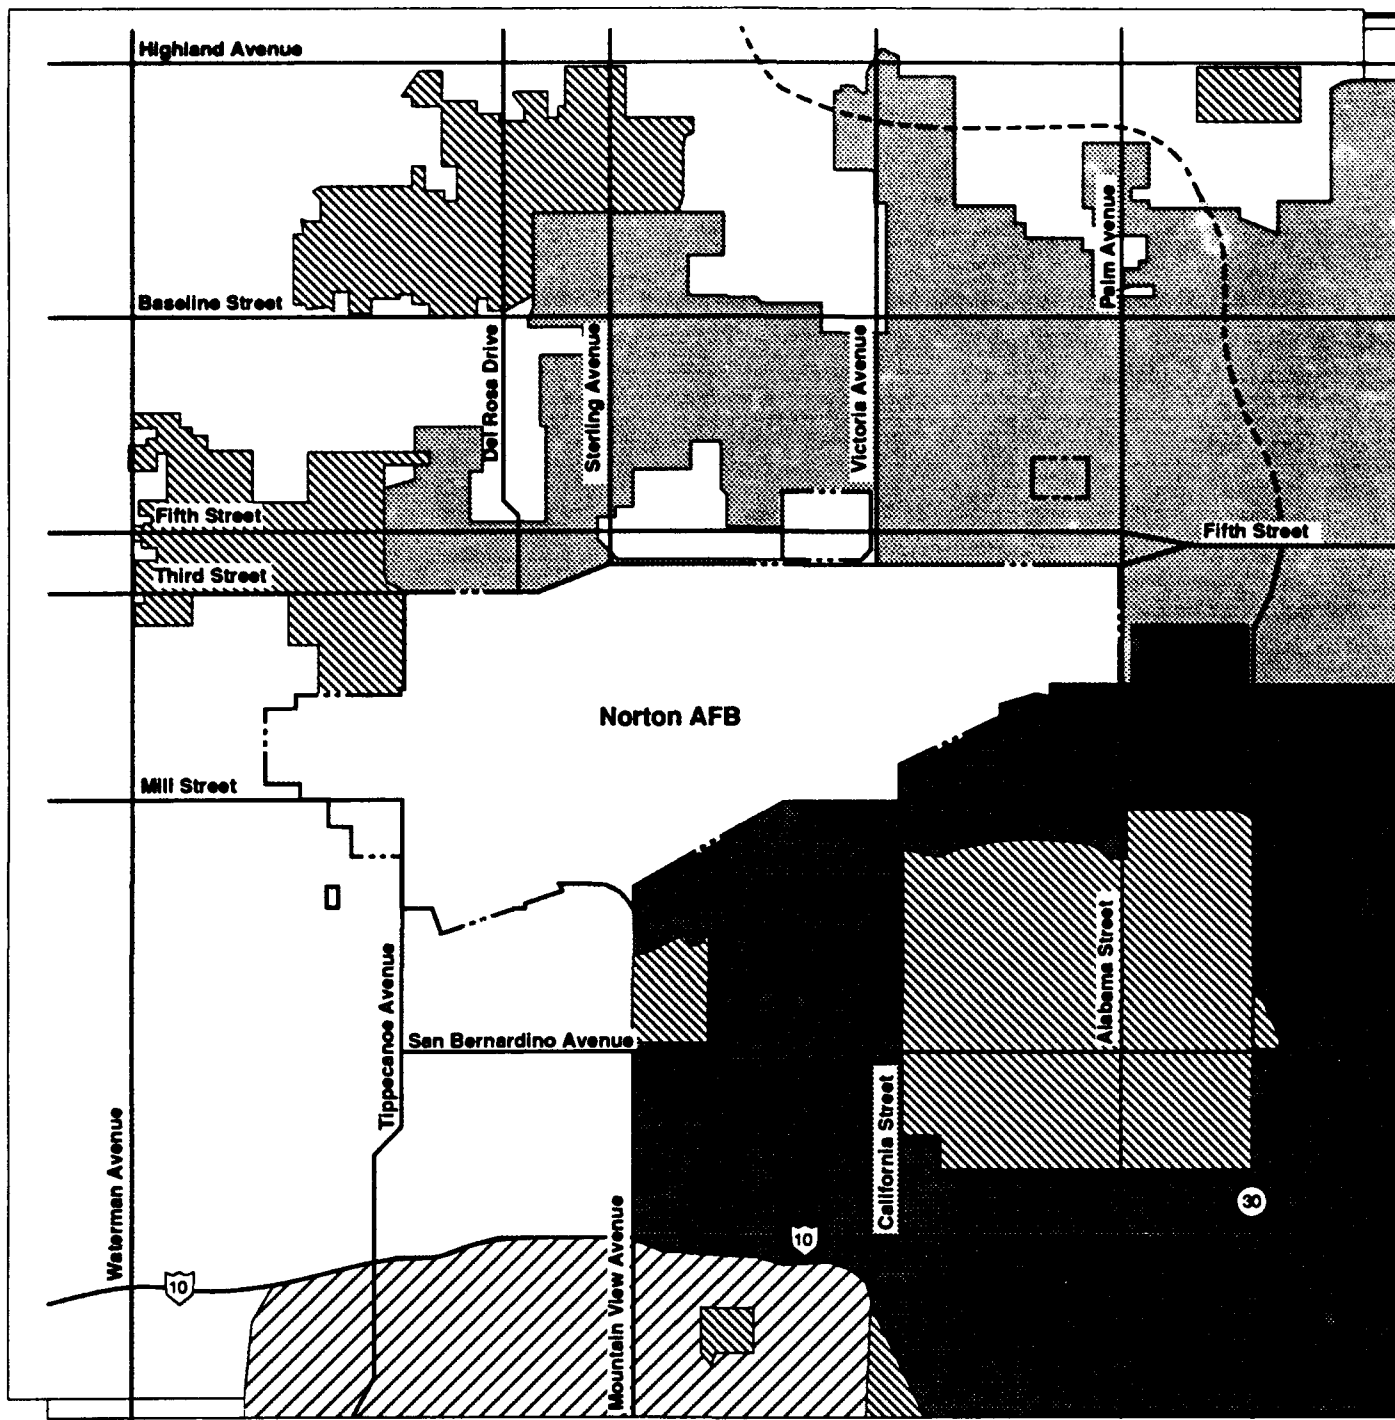 Highland Avenue
Palm Avenue
Baseline Street
Del Rosa Drive
Sterling Avenue
Victoria Avenue
Fifth Street
Fifth Street
Third Street
Norton AFB
Mill Street
Alabama Street
Tippecanoe Avenue
San Bernardino Avenue
California Street
Waterman Avenue
Mountain View Avenue
30
10
10